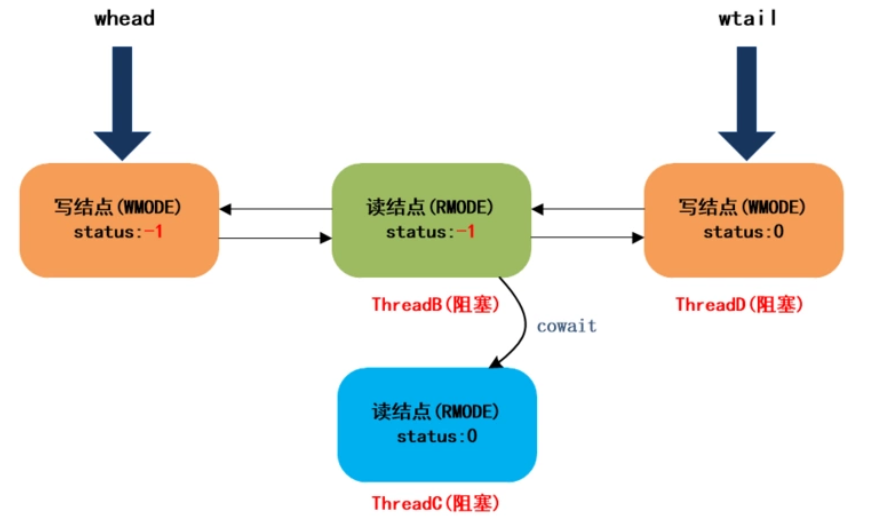 whead
wtail
写结点(WMODE)
status:-1
读结点(RMODE)
status:-1
写结点(WMODE)
status:0
ThreadB(阻塞)
ThreadD(阻塞)
cowait
读结点(RMODE)
status:0
ThreadC(阻塞)